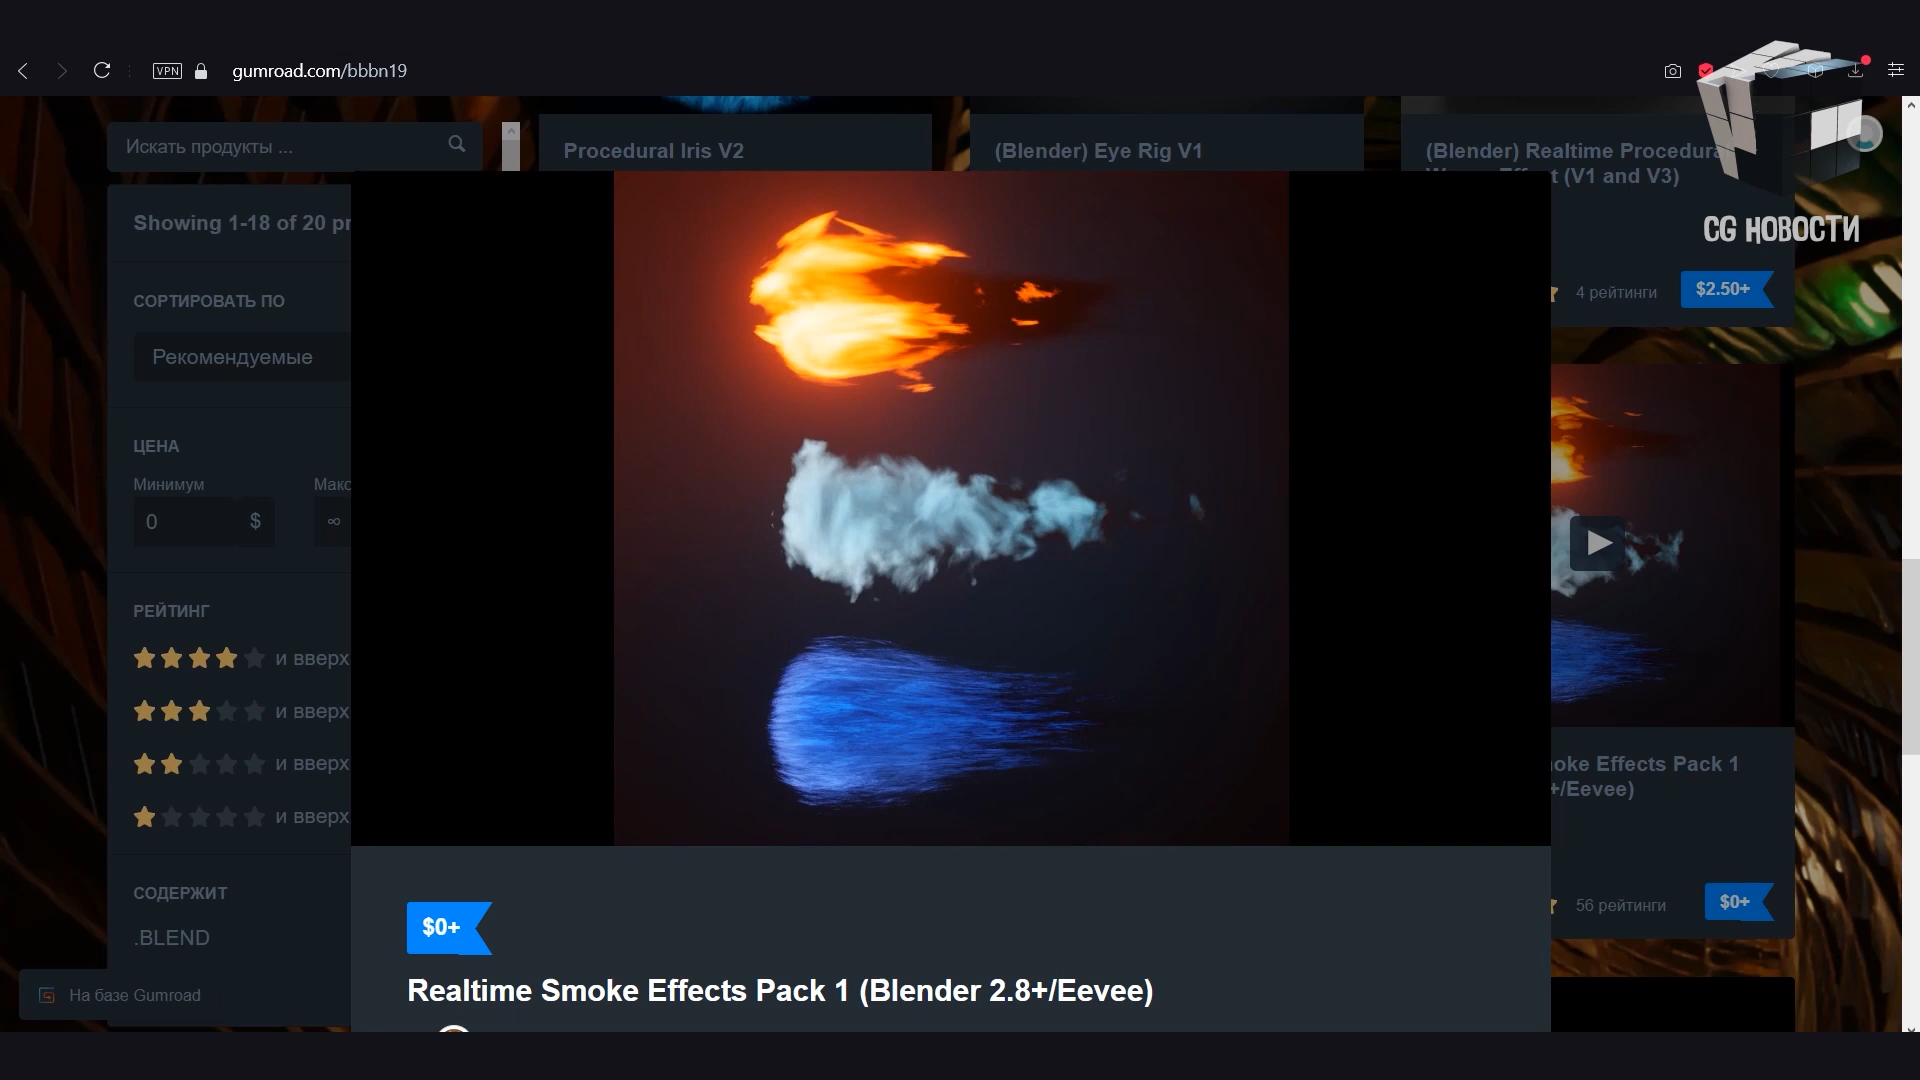 VPN
gumroad.com/bbbn19
Искать продукты ...
Procedural Iris V2
(Blender) Eye Rig V1
(Blender) Realtime Procedura
t (V1 and V3)
CG НОВОСТИ
Showing 1-18 of 20 pr
4 рейтинги
$2.50+
СОРТИРОВАТЬ ПО
Рекомендуемые
ЦЕНА
Минимум
Макс
0
$
∞
РЕЙТИНГ
и вверх
и вверх
и вверх
и вверх
oke Effects Pack 1
+/Eevee)
56 рейтинги
$0+
СОДЕРЖИТ
.BLEND
На базе Gumroad
$0+
Realtime Smoke Effects Pack 1 (Blender 2.8+/Eevee)